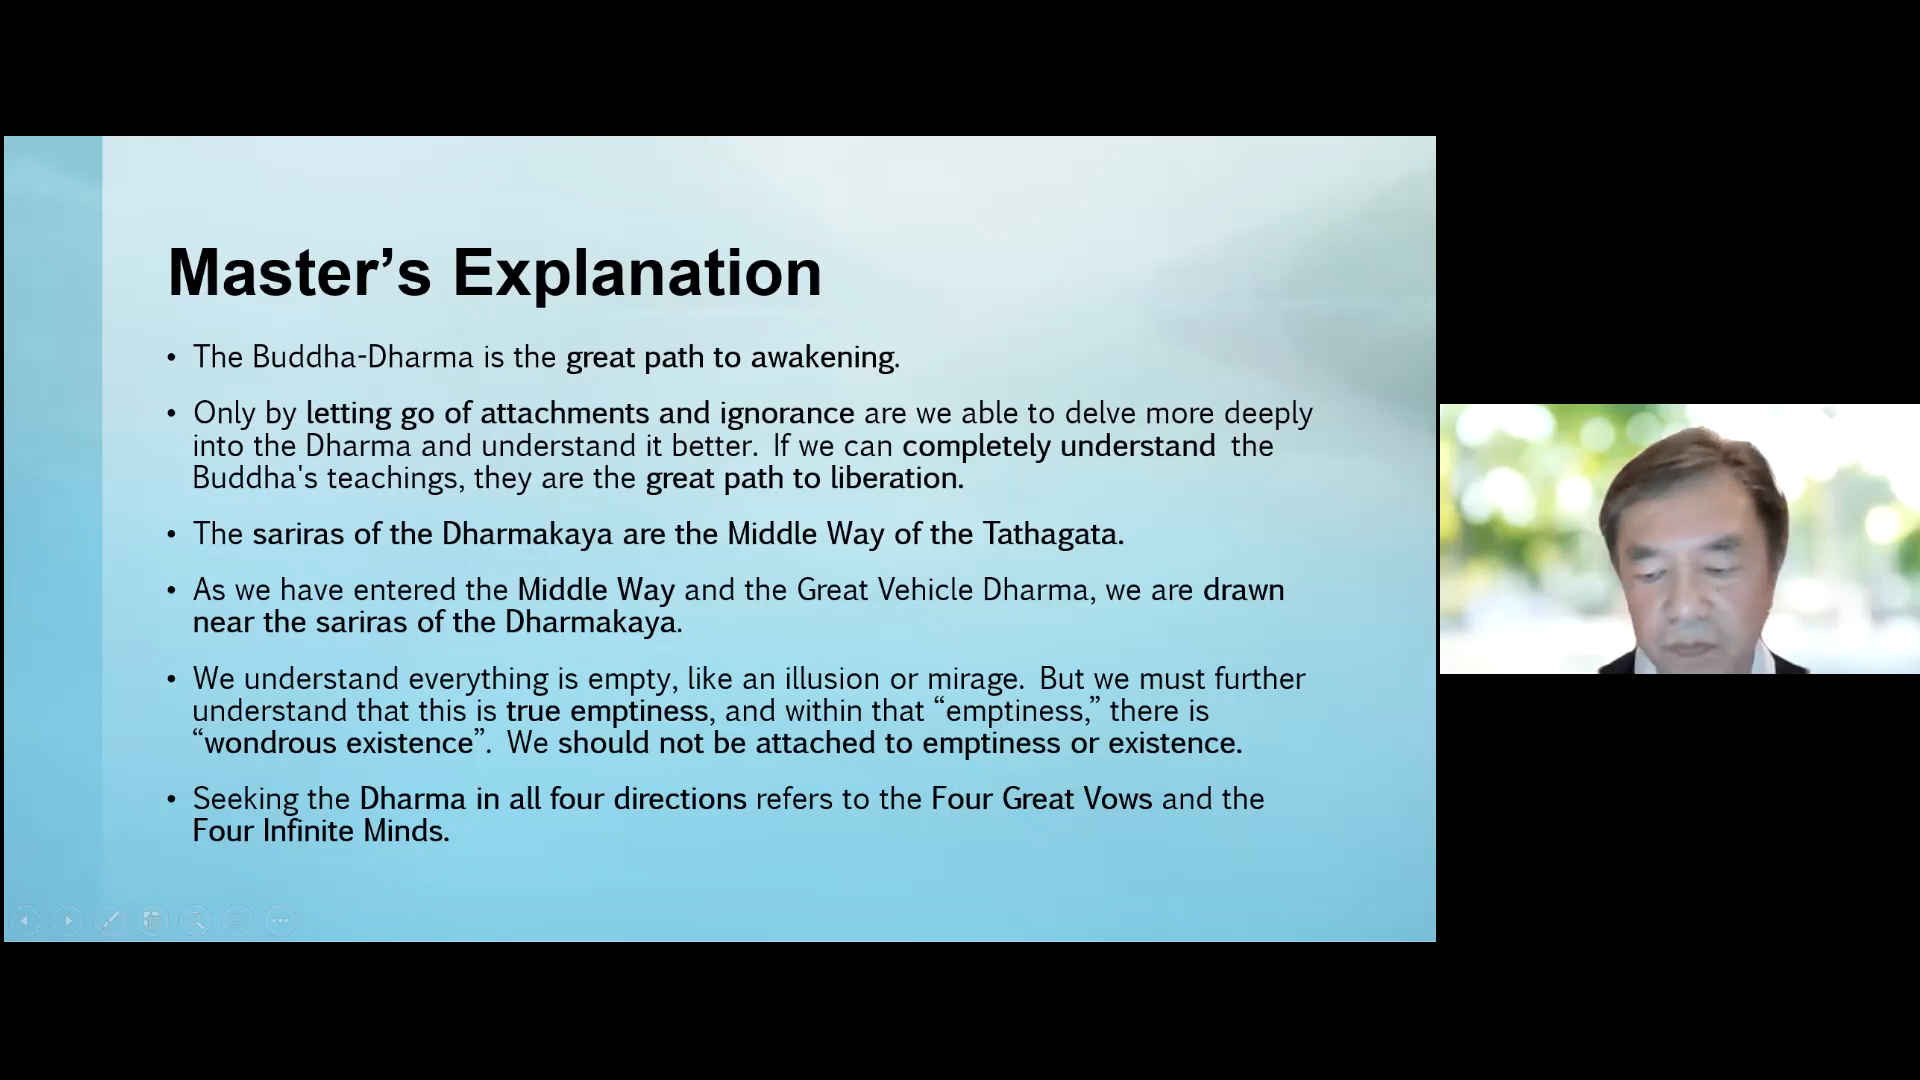 Master’s Explanation
• The Buddha-Dharma is the great path to awakening.
• Only by letting go of attachments and ignorance are we able to delve more deeply
into the Dharma and understand it better. If we can completely understand the
Buddha's teachings, they are the great path to liberation.
• The sariras of the Dharmakaya are the Middle Way of the Tathagata.
• As we have entered the Middle Way and the Great Vehicle Dharma, we are drawn
near the sariras of the Dharmakaya.
• We understand everything is empty, like an illusion or mirage. But we must further
understand that this is true emptiness, and within that “emptiness,” there is
“wondrous existence”. We should not be attached to emptiness or existence.
• Seeking the Dharma in all four directions refers to the Four Great Vows and the
Four Infinite Minds.